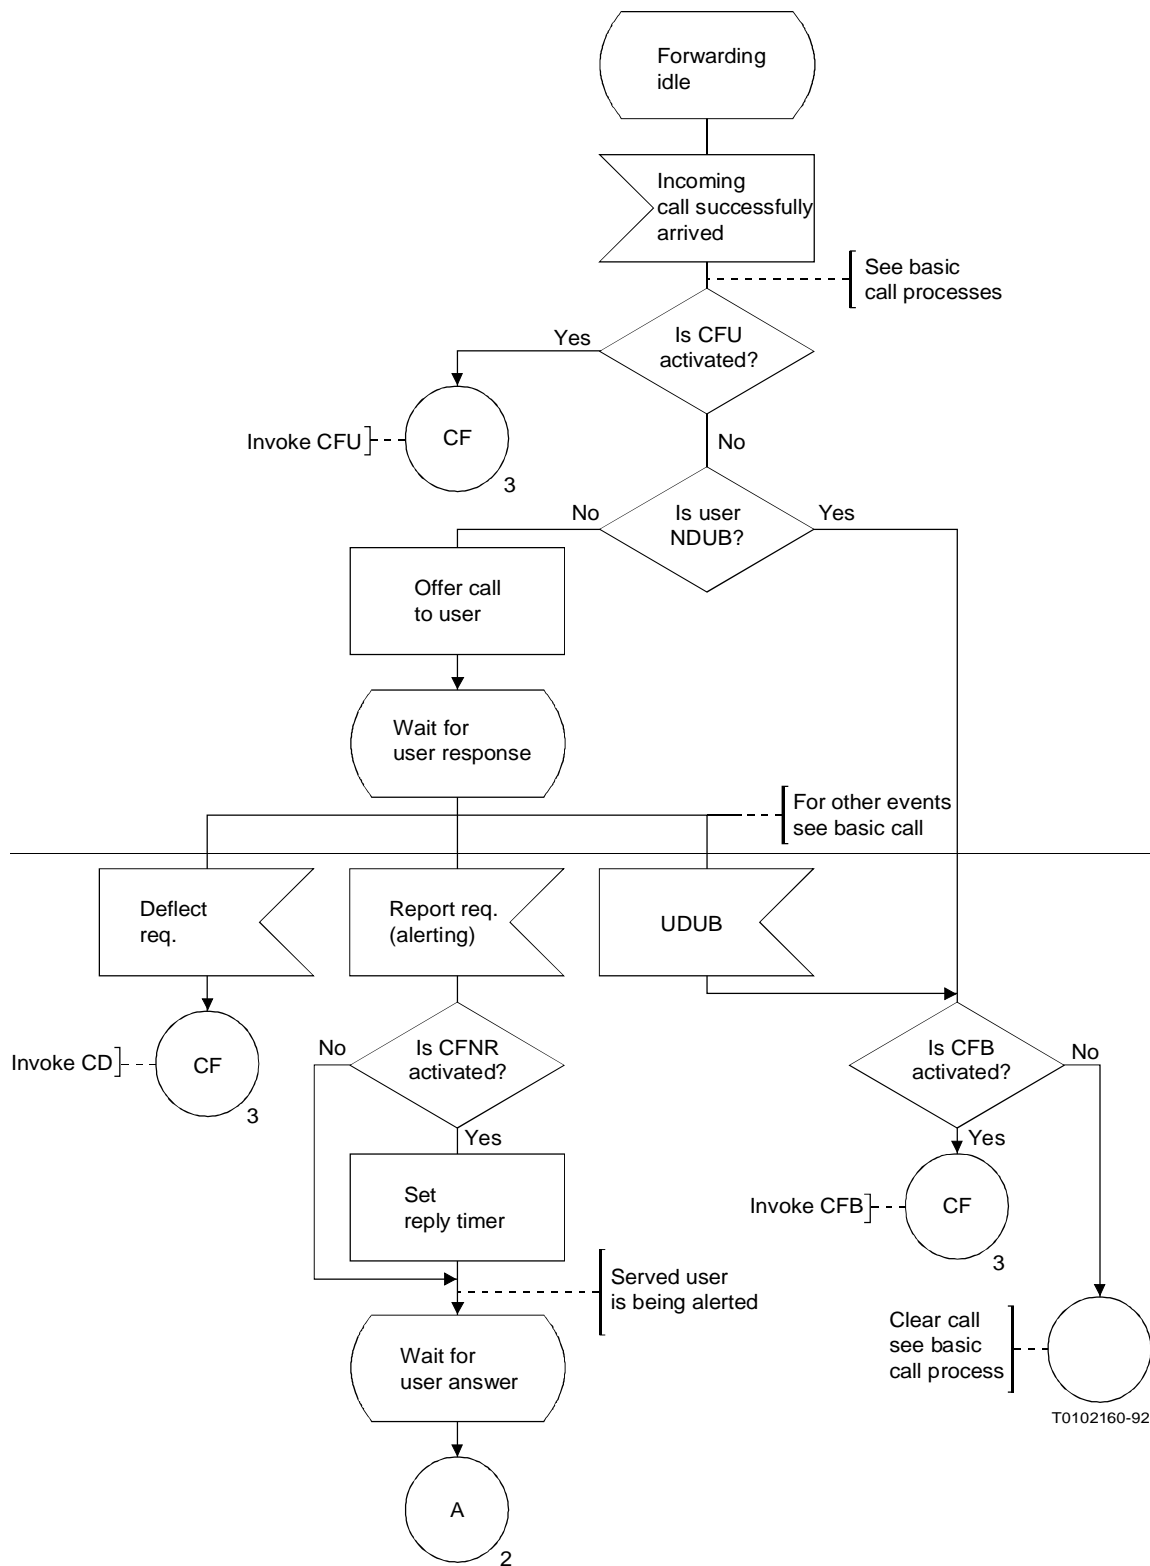 Forwarding
idle
Incoming
call successfully
arrived
See basic
call processes
Yes
Is CFU
activated?
Invoke CFU
CF
3
No
No
Is user
NDUB?
Yes
Offer call
to user
Wait for
user response
For other events
see basic call
Deflect
req.
Report req.
(alerting)
UDUB
Invoke CD
CF
3
No
Is CFNR
activated?
Yes
Is CFB
activated?
No
Yes
Set
reply timer
Invoke CFB
CF
3
Served user
is being alerted
Wait for
user answer
Clear call
see basic
call process
T0102160-92
A
2